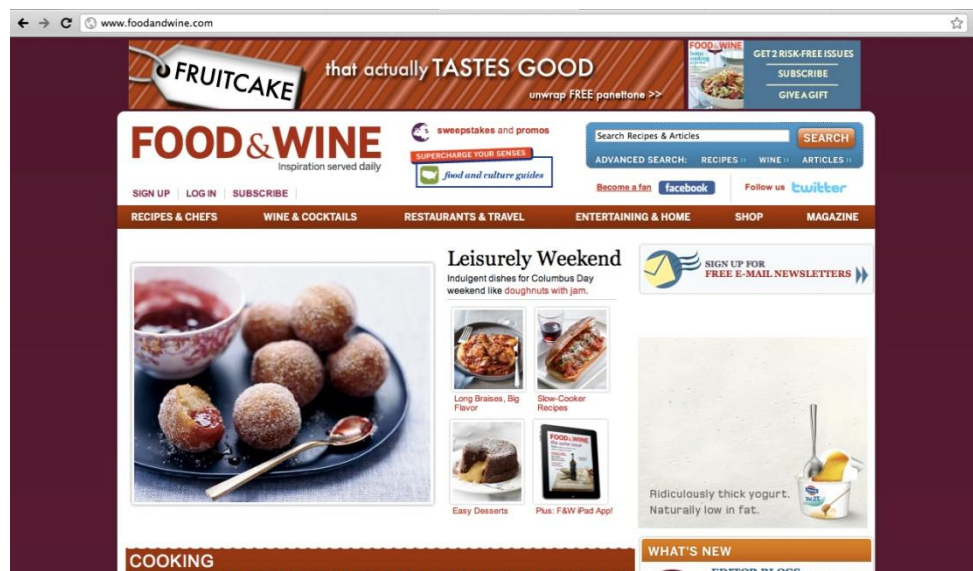 www.foodandwine.com
FRUITCAKE
that actually TASTES GOOD
unwrap FREE panettone >>
FOOD & WINE
GET 2 RISK-FREE ISSUES
SUBSCRIBE
GIVE A GIFT
FOOD & WINE
Inspiration served daily
sweepstakes and promos
SUPERCHARGE YOUR SENSES
food and culture guides
Search Recipes & Articles
SEARCH
ADVANCED SEARCH: RECIPES » WINE » ARTICLES »
SIGN UP | LOG IN | SUBSCRIBE |
Become a fan facebook
Follow us twitter
RECIPES & CHEFS WINE & COCKTAILS RESTAURANTS & TRAVEL ENTERTAINING & HOME SHOP MAGAZINE
Leisurely Weekend
Indulgent dishes for Columbus Day
weekend like doughnuts with jam.
Long Braises, Big
Flavor
Slow-Cooker
Recipes
FOOD & WINE
Easy Desserts
Plus: F&W iPad App!
SIGN UP FOR
FREE E-MAIL NEWSLETTERS
Ridiculously thick yogurt.
Naturally low in fat.
COOKING
WHAT'S NEW
EDITOR BLOGS